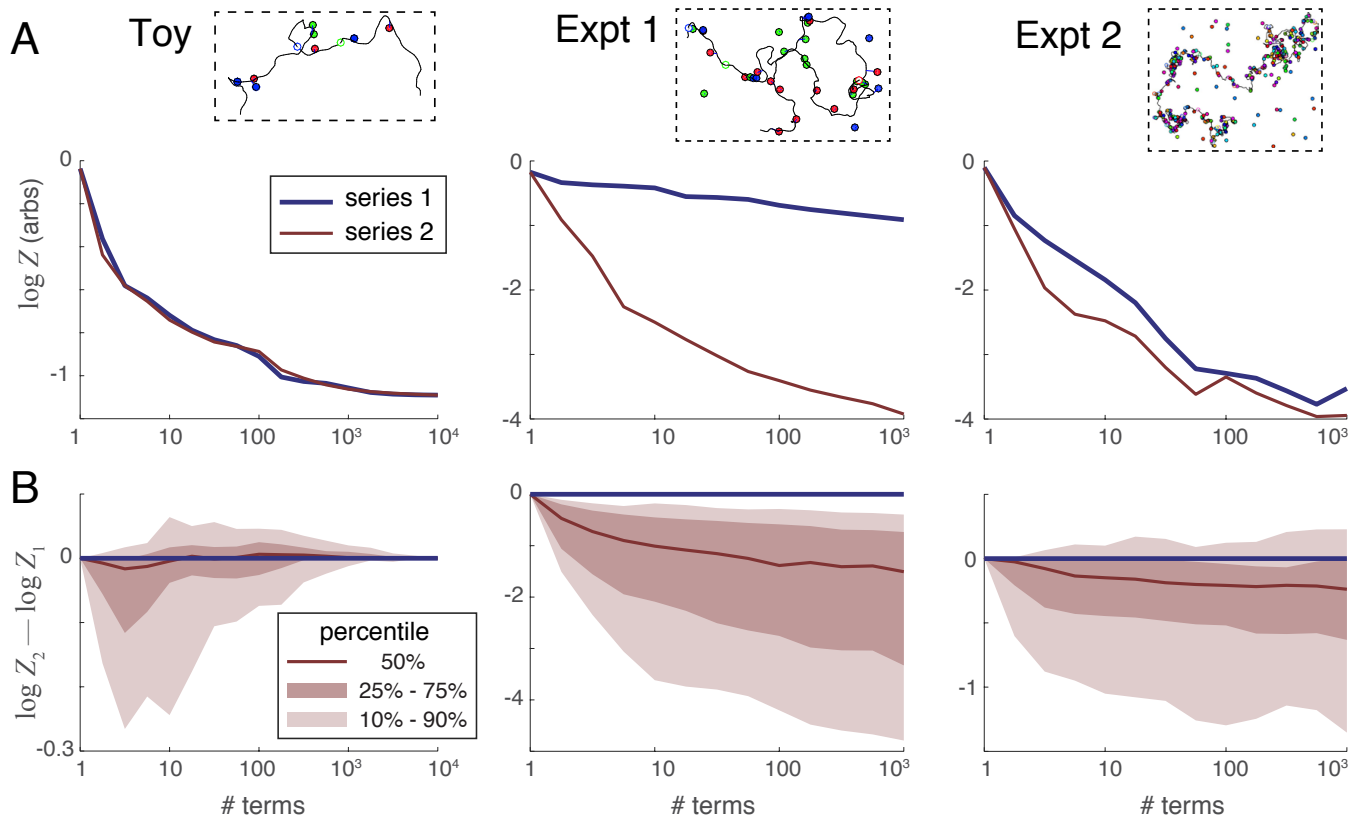 A
Toy
Expt 1
Expt 2
log Z (arbs)
0
-1
1
10
100
10³
10⁴
series 1
series 2
0
-2
-4
1
10
100
10³
0
-2
-4
1
10
100
10³
B
log Z₂ — log Z₁
0
-0.3
1
10
100
10³
10⁴
# terms
percentile
50%
25% - 75%
10% - 90%
0
-2
-4
1
10
100
10³
# terms
0
-1
1
10
100
10³
# terms